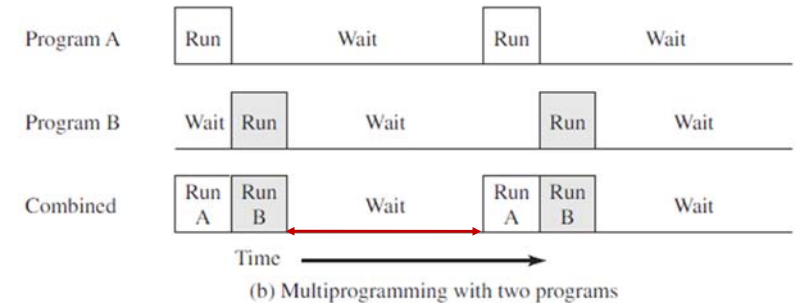 Program A Run Wait Run Wait
Program B Wait Run Wait Run Wait
Combined Run A Run B Wait Run A Run B Wait
Time
(b) Multiprogramming with two programs